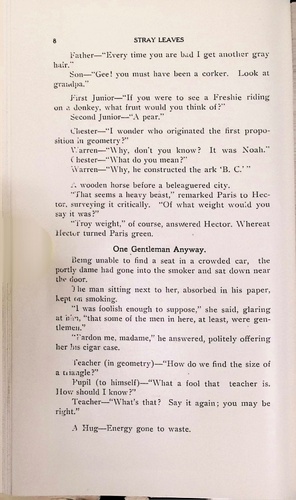 8 STRAY LEAVES
Father—"Every time you are bad I get another gray
hair."
Son—"Gee! you must have been a corker. Look at
grandpa."
First Junior—"If you were to see a Freshie riding
on a donkey, what fruit would you think of?"
Second Junior—"A pear."
Chester—"I wonder who originated the first propo-
sition in geometry?"
Warren—"Why, don't you know? It was Noah."
Chester—"What do you mean?"
Warren—"Why, he constructed the ark 'B. C.'"
A wooden horse before a beleaguered city.
"That seems a heavy beast," remarked Paris to Hec-
tor, surveying it critically. "Of what weight would you
say it was?"
"Troy weight," of course, answered Hector. Whereat
Hector turned Paris green.
One Gentleman Anyway.
Being unable to find a seat in a crowded car, the
portly dame had gone into the smoker and sat down near
the door.
The man sitting next to her, absorbed in his paper,
kept on smoking.
"I was foolish enough to suppose," she said, glaring
at him, "that some of the men in here, at least, were gen-
tlemen."
"Pardon me, madame," he answered, politely offering
her his cigar case.
Teacher (in geometry)—"How do we find the size of
a triangle?"
Pupil (to himself)—"What a fool that teacher is.
How should I know?"
Teacher—"What's that? Say it again; you may be
right."
A Hug—Energy gone to waste.